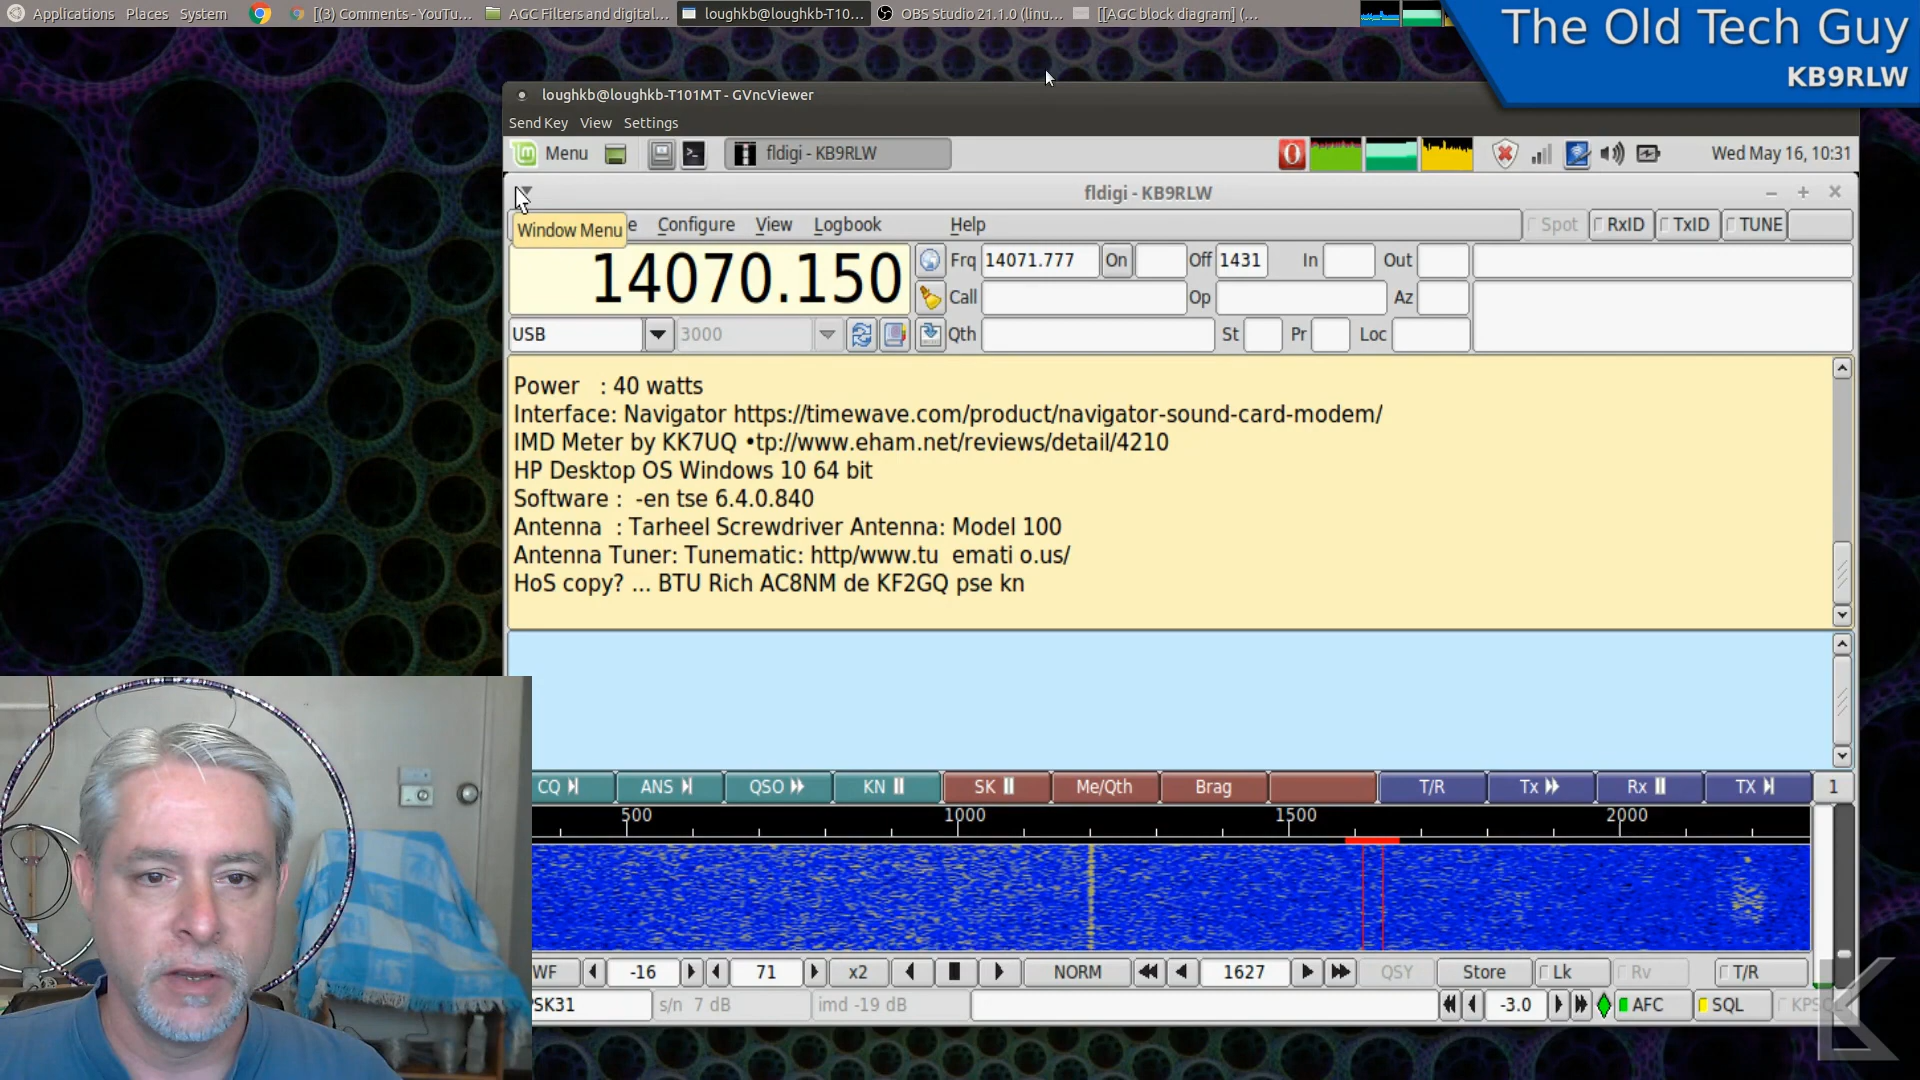 Applications Places System [(3) Comments - YouTu... AGC Filters and digital... loughkb@loughkb-T10... OBS Studio 21.1.0 (linu... [[AGC block diagram] (...
The Old Tech Guy
KB9RLW
loughkb@loughkb-T101MT - GVncViewer
Send Key View Settings
Menu fldigi - KB9RLW Wed May 16, 10:31
fldigi - KB9RLW
Window Menu e Configure View Logbook Help Spot RxID TxID TUNE
14070.150 Frq 14071.777 On Off 1431 In Out
Call Op Az
USB 3000 Qth St Pr Loc
Power : 40 watts
Interface: Navigator https://timewave.com/product/navigator-sound-card-modem/
IMD Meter by KK7UQ •tp://www.eham.net/reviews/detail/4210
HP Desktop OS Windows 10 64 bit
Software : -en tse 6.4.0.840
Antenna : Tarheel Screwdriver Antenna: Model 100
Antenna Tuner: Tunematic: http/www.tu emati o.us/
HoS copy? ... BTU Rich AC8NM de KF2GQ pse kn
CQ ANS QSO KN SK Me/Qth Brag T/R Tx Rx TX 1
500 1000 1500 2000
WF -16 71 x2 NORM 1627 QSY Store Lk Rv T/R
PSK31 s/n 7 dB imd -19 dB -3.0 AFC SQL